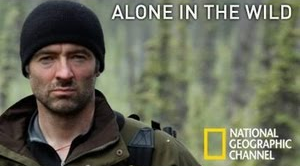 ALONE IN THE WILD
NATIONAL
GEOGRAPHIC
CHANNEL